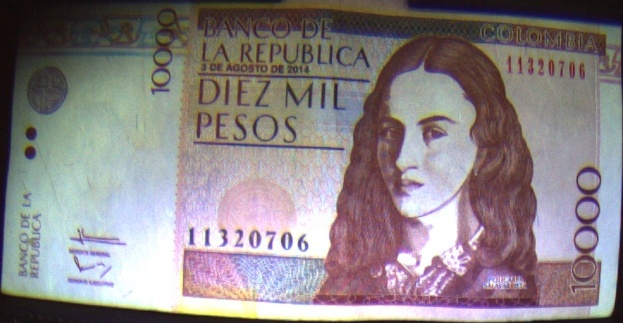 BANCO DE
LA REPUBLICA
3 DE AGOSTO DE 2014
DIEZ MIL
PESOS
COLOMBIA
11320706
10000
11320706
10000
BANCO DE LA
REPUBLICA